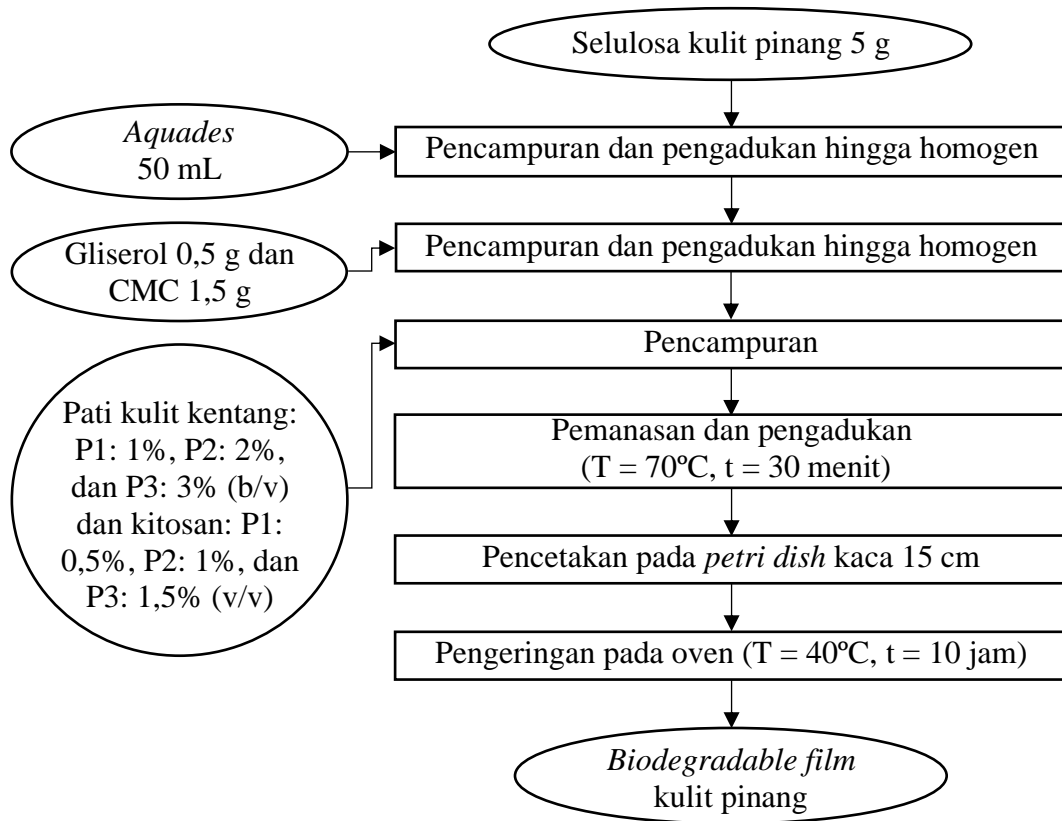 Selulosa kulit pinang 5 g
Aquades
50 mL
Pencampuran dan pengadukan hingga homogen
Gliserol 0,5 g dan
CMC 1,5 g
Pencampuran dan pengadukan hingga homogen
Pati kulit kentang:
P1: 1%, P2: 2%,
dan P3: 3% (b/v)
dan kitosan: P1:
0,5%, P2: 1%, dan
P3: 1,5% (v/v)
Pencampuran
Pemanasan dan pengadukan
(T = 70ºC, t = 30 menit)
Pencetakan pada petri dish kaca 15 cm
Pengeringan pada oven (T = 40ºC, t = 10 jam)
Biodegradable film
kulit pinang